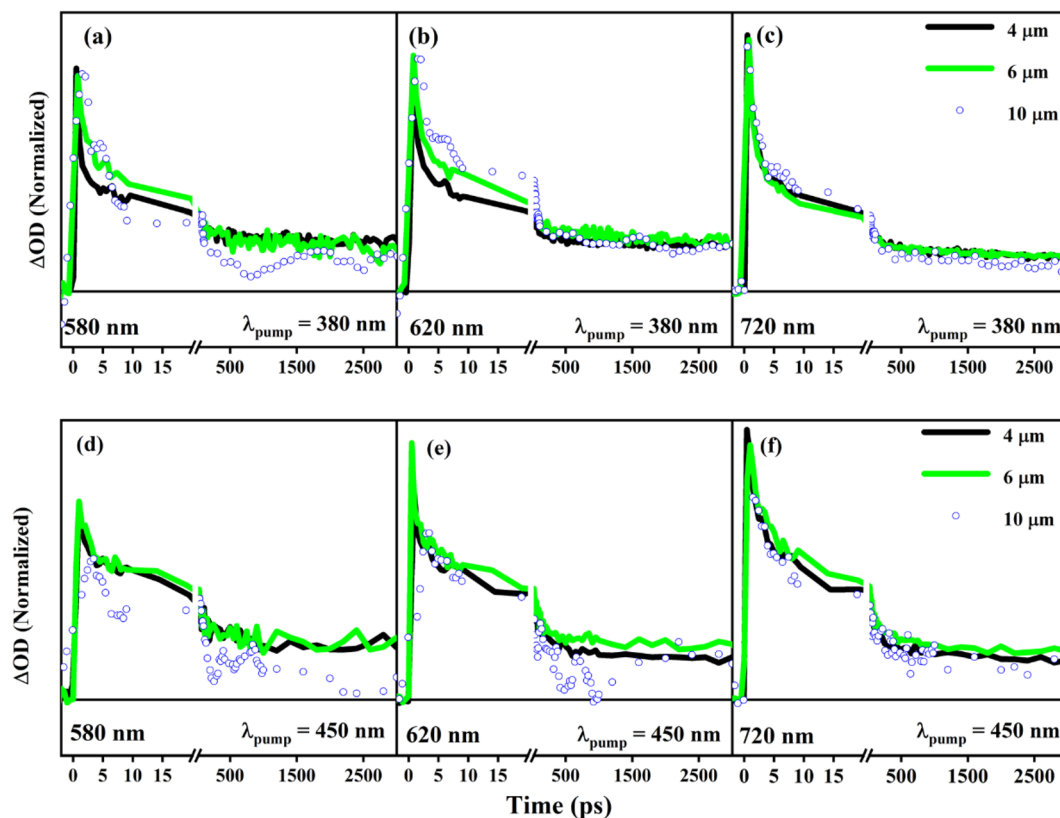 (a)
(b)
(c)
4 μm
6 μm
10 μm
ΔOD (Normalized)
580 nm
λpump = 380 nm
620 nm
λpump = 380 nm
720 nm
λpump = 380 nm
0 5 10 15 500 1500 2500
0 5 10 15 500 1500 2500
0 5 10 15 500 1500 2500
(d)
(e)
(f)
4 μm
6 μm
10 μm
ΔOD (Normalized)
580 nm
λpump = 450 nm
620 nm
λpump = 450 nm
720 nm
λpump = 450 nm
0 5 10 15 500 1500 2500
0 5 10 15 500 1500 2500
0 5 10 15 500 1500 2500
Time (ps)